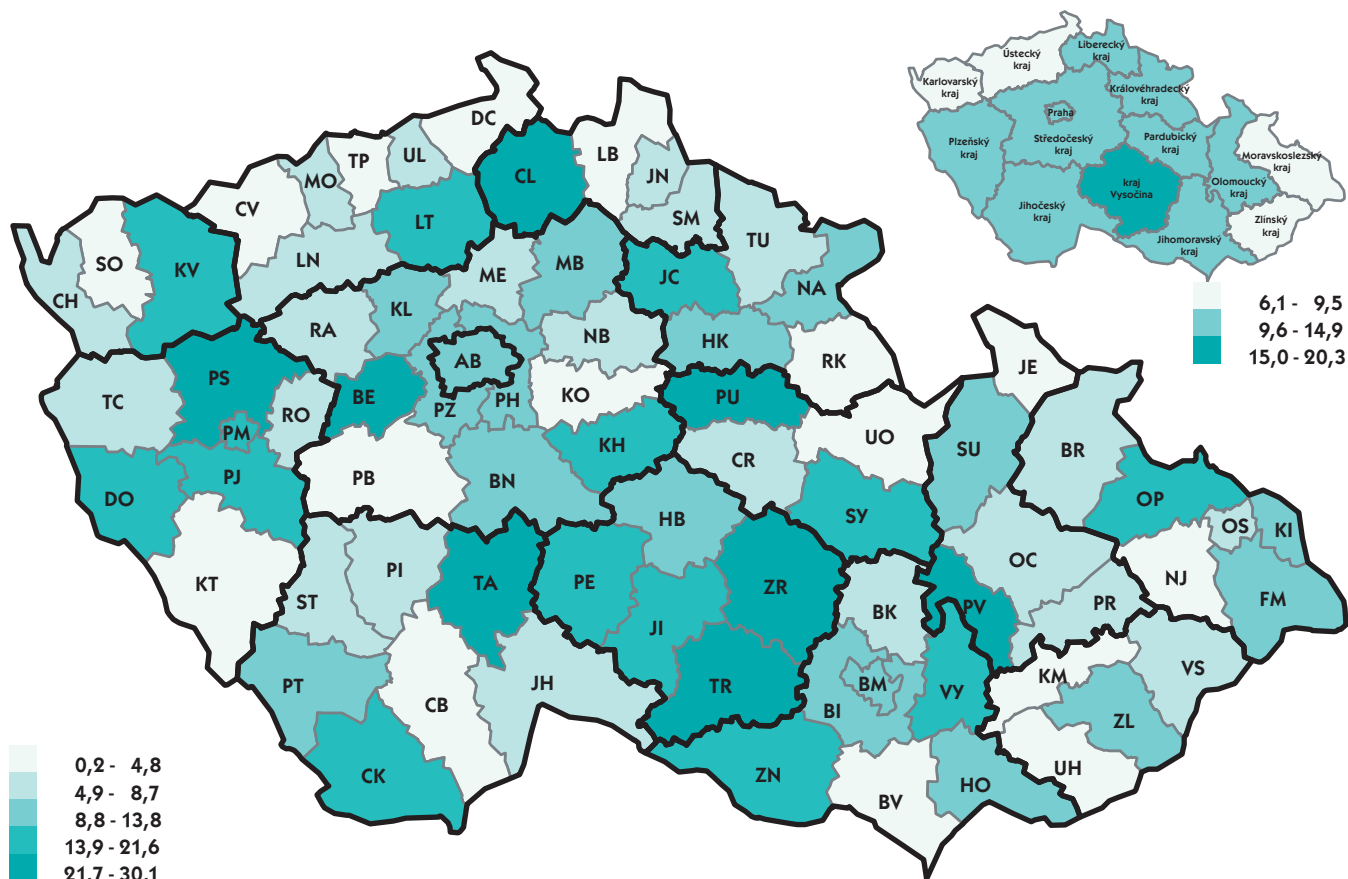 Ústecký
kraj
Liberecký
kraj
Karlovarský
kraj
Královéhradecký
kraj
Praha
Plzeňský
kraj
Středočeský
kraj
Pardubický
kraj
Moravskoslezský
kraj
kraj
Vysočina
Olomoucký
kraj
Jihočeský
kraj
Zlínský
kraj
Jihomoravský
kraj
6,1 - 9,5
9,6 - 14,9
15,0 - 20,3
DC
TP
UL
LB
MO
CL
JN
CV
LT
SM
TU
SO
KV
LN
ME
MB
JC
NA
CH
KL
RA
NB
HK
RK
AB
JE
PS
TC
RO
BE
PZ
PH
KO
PU
PM
KH
UO
SU
BR
CR
DO
PJ
PB
BN
OP
HB
SY
OS
KI
KT
PI
TA
PE
ZR
OC
NJ
FM
ST
JI
BK
PV
PR
PT
CB
JH
TR
BI
BM
VY
KM
VS
ZL
CK
ZN
BV
HO
UH
0,2 - 4,8
4,9 - 8,7
8,8 - 13,8
13,9 - 21,6
21,7 - 30,1